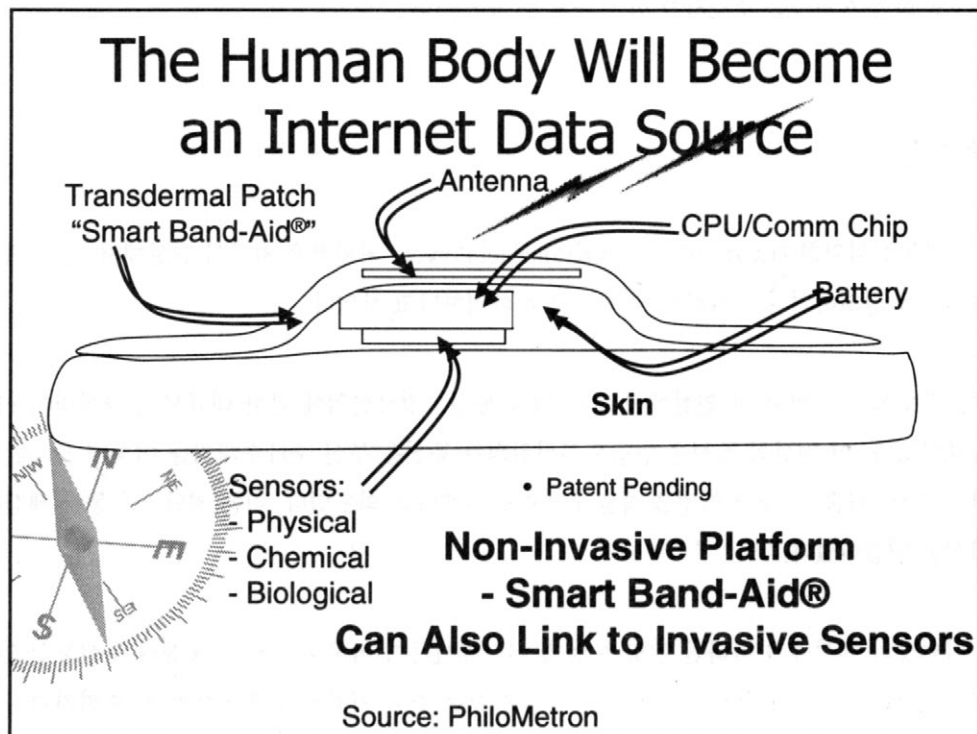 The Human Body Will Become
an Internet Data Source
Transdermal Patch
“Smart Band-Aid®”
Antenna
CPU/Comm Chip
Battery
Skin
N
N/W
NE
E
S
Sensors:
- Physical
- Chemical
- Biological
• Patent Pending
Non-Invasive Platform
- Smart Band-Aid®
Can Also Link to Invasive Sensors
Source: PhiloMetron